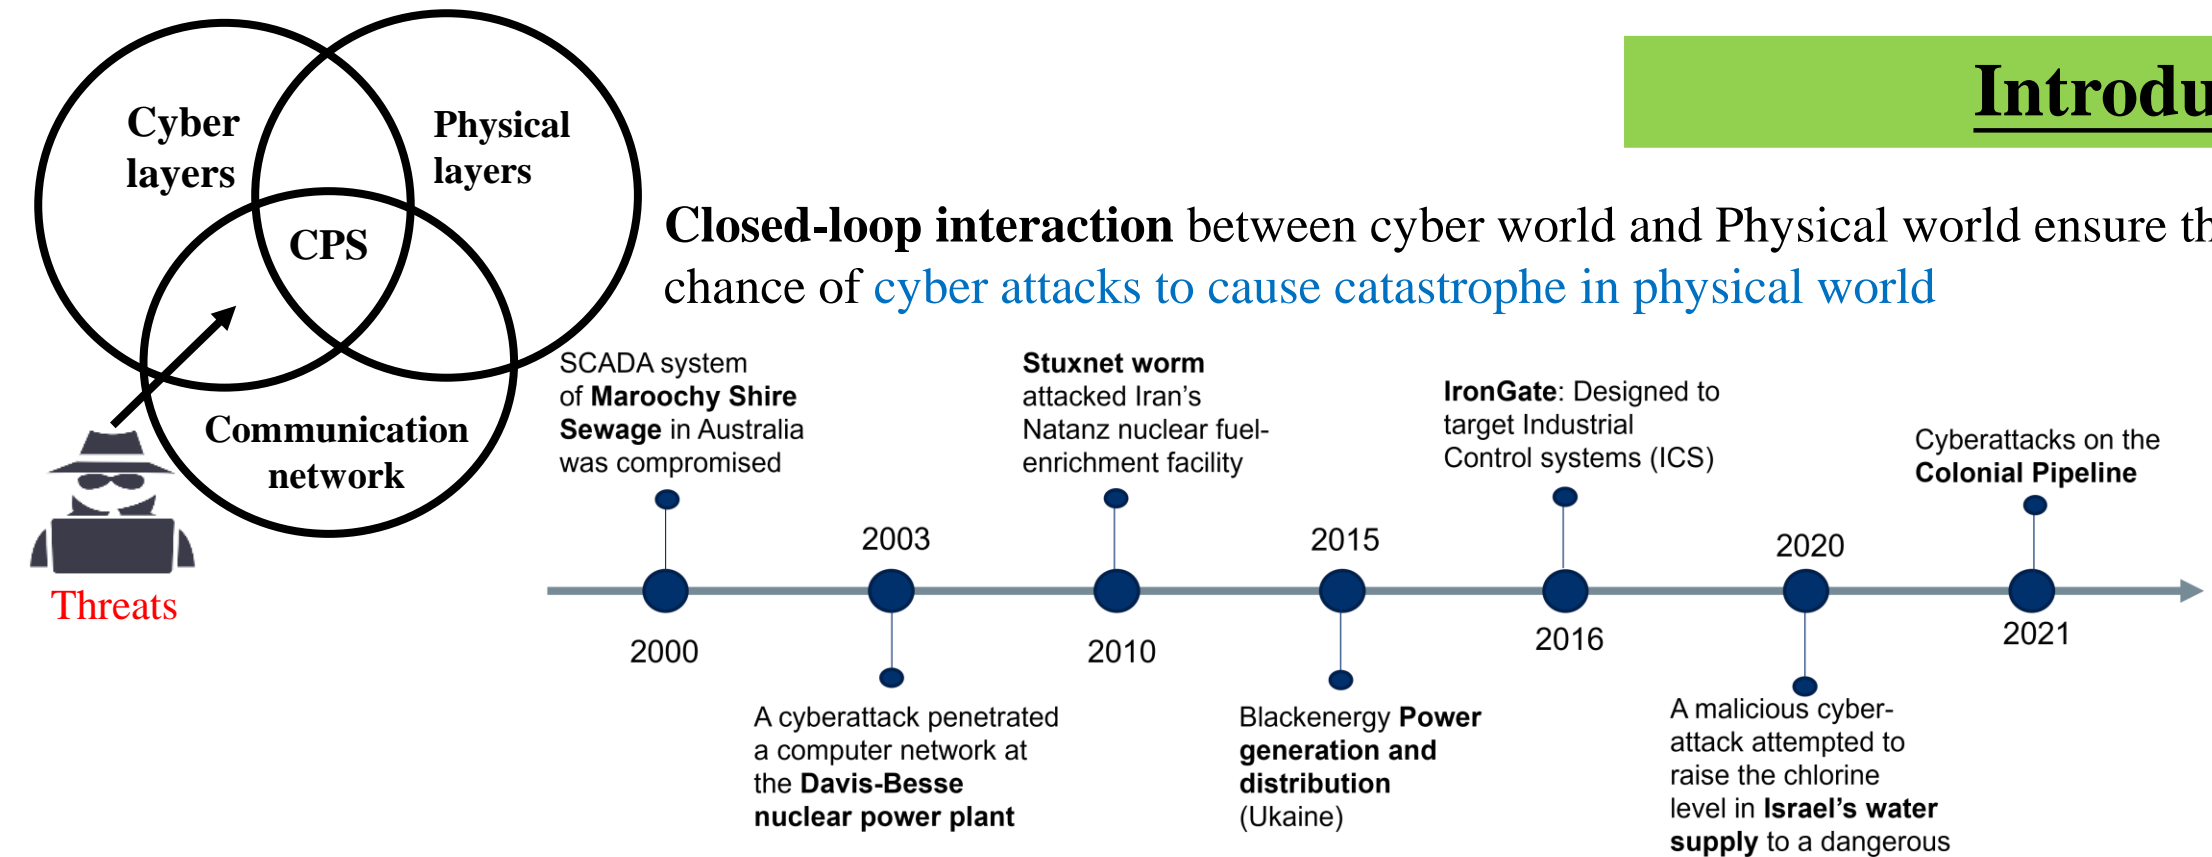 Introdu
Cyber
layers
Physical
layers
CPS
Communication
network
Threats
Closed-loop interaction between cyber world and Physical world ensure th
chance of cyber attacks to cause catastrophe in physical world
SCADA system
of Maroochy Shire
Sewage in Australia
was compromised
2000
2003
A cyberattack penetrated
a computer network at
the Davis-Besse
nuclear power plant
Stuxnet worm
attacked Iran's
Natanz nuclear fuel-
enrichment facility
2010
2015
Blackenergy Power
generation and
distribution
(Ukaine)
IronGate: Designed to
target Industrial
Control systems (ICS)
2016
2020
A malicious cyber-
attack attempted to
raise the chlorine
level in Israel's water
supply to a dangerous
Cyberattacks on the
Colonial Pipeline
2021